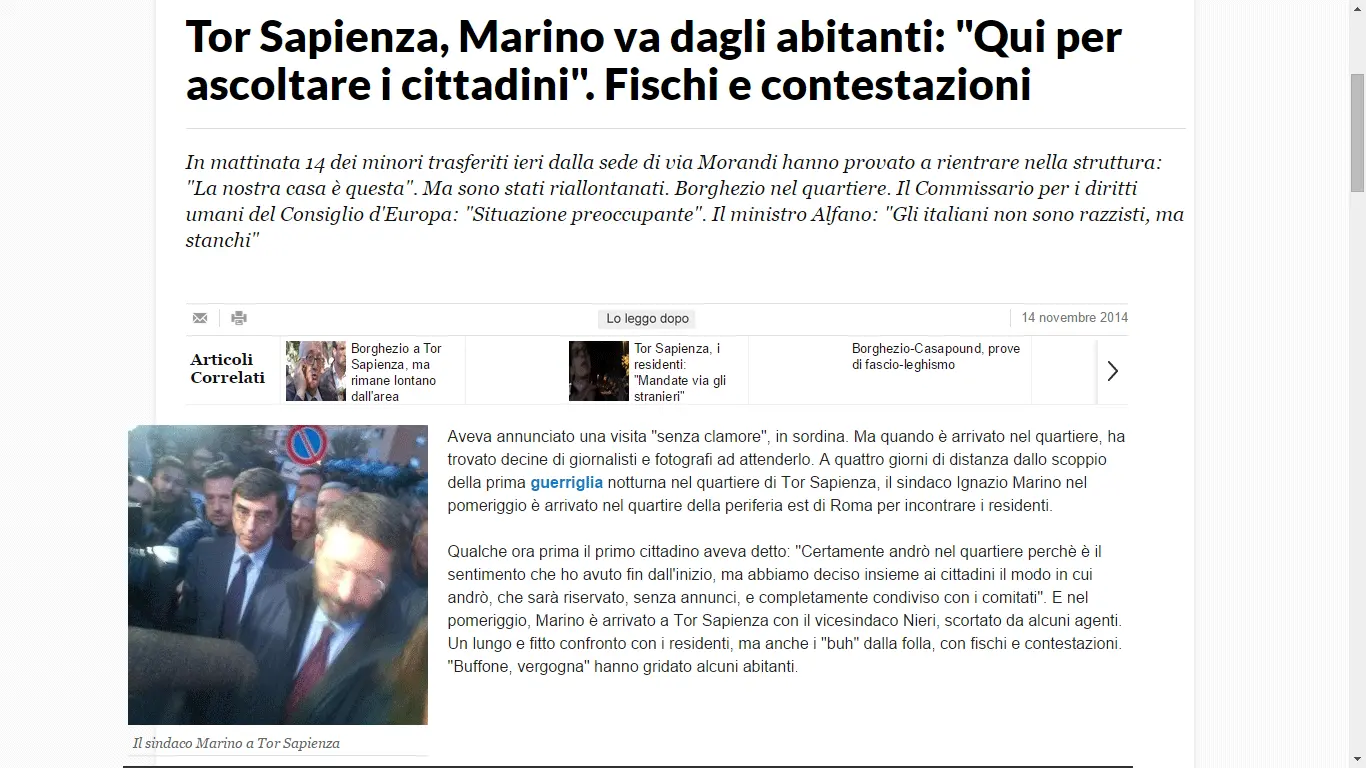 Tor Sapienza, Marino va dagli abitanti: "Qui per
ascoltare i cittadini". Fischi e contestazioni
In mattinata 14 dei minori trasferiti ieri dalla sede di via Morandi hanno provato a rientrare nella struttura:
"La nostra casa è questa". Ma sono stati riallontanati. Borghezio nel quartiere. Il Commissario per i diritti
umani del Consiglio d'Europa: "Situazione preoccupante". Il ministro Alfano: "Gli italiani non sono razzisti, ma
stanchi"
Lo leggo dopo
14 novembre 2014
Articoli
Correlati
Borghezio a Tor
Sapienza, ma
rimane lontano
dall'area
Tor Sapienza, i
residenti:
"Mandate via gli
stranieri"
Borghezio-Casapound, prove
di fascio-leghismo
Aveva annunciato una visita "senza clamore", in sordina. Ma quando è arrivato nel quartiere, ha
trovato decine di giornalisti e fotografi ad attenderlo. A quattro giorni di distanza dallo scoppio
della prima guerriglia notturna nel quartiere di Tor Sapienza, il sindaco Ignazio Marino nel
pomeriggio è arrivato nel quartire della periferia est di Roma per incontrare i residenti.
Qualche ora prima il primo cittadino aveva detto: "Certamente andrò nel quartiere perchè è il
sentimento che ho avuto fin dall'inizio, ma abbiamo deciso insieme ai cittadini il modo in cui
andrò, che sarà riservato, senza annunci, e completamente condiviso con i comitati". E nel
pomeriggio, Marino è arrivato a Tor Sapienza con il vicesindaco Nieri, scortato da alcuni agenti.
Un lungo e fitto confronto con i residenti, ma anche i "buh" dalla folla, con fischi e contestazioni.
"Buffone, vergogna" hanno gridato alcuni abitanti.
Il sindaco Marino a Tor Sapienza